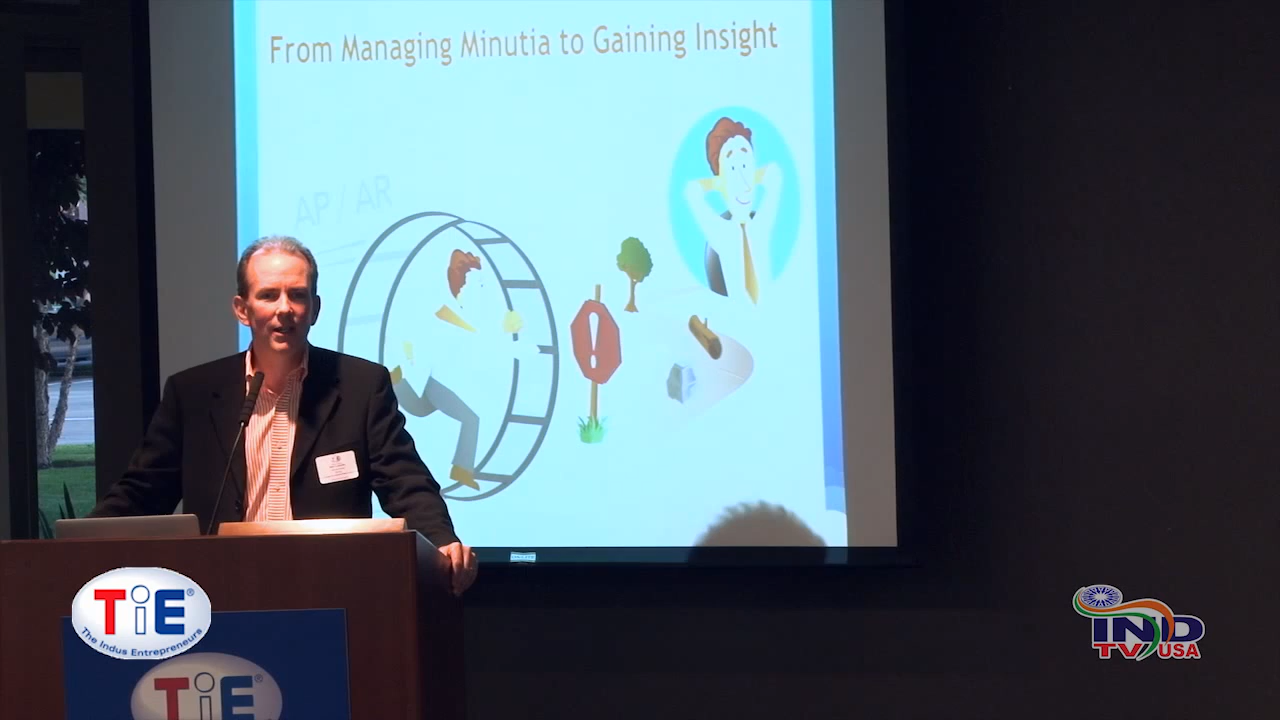 From Managing Minutia to Gaining Insight
AP / AR
!
TiE®
The Indus Entrepreneurs
TiE®
IND
TV USA